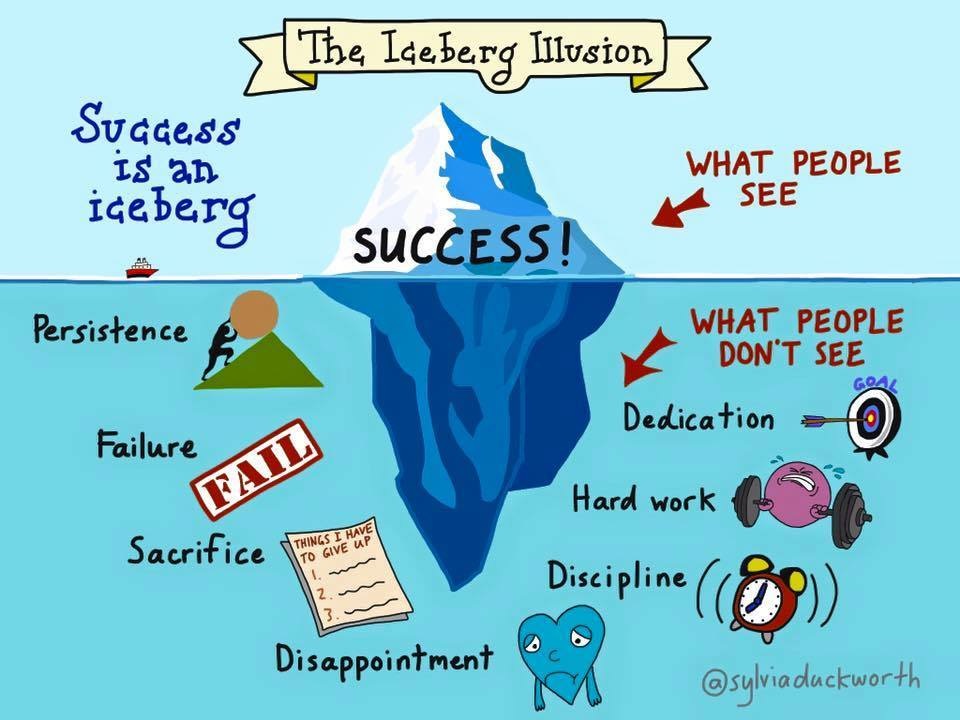 The Iceberg Illusion
Success
is an
iceberg
WHAT PEOPLE
SEE
SUCCESS!
WHAT PEOPLE
DON'T SEE
Persistence
GOAL
Dedication
Failure
FAIL
Hard work
Sacrifice
THINGS I HAVE
TO GIVE UP
1.
2.
3.
Discipline
Disappointment
@sylviaduckworth